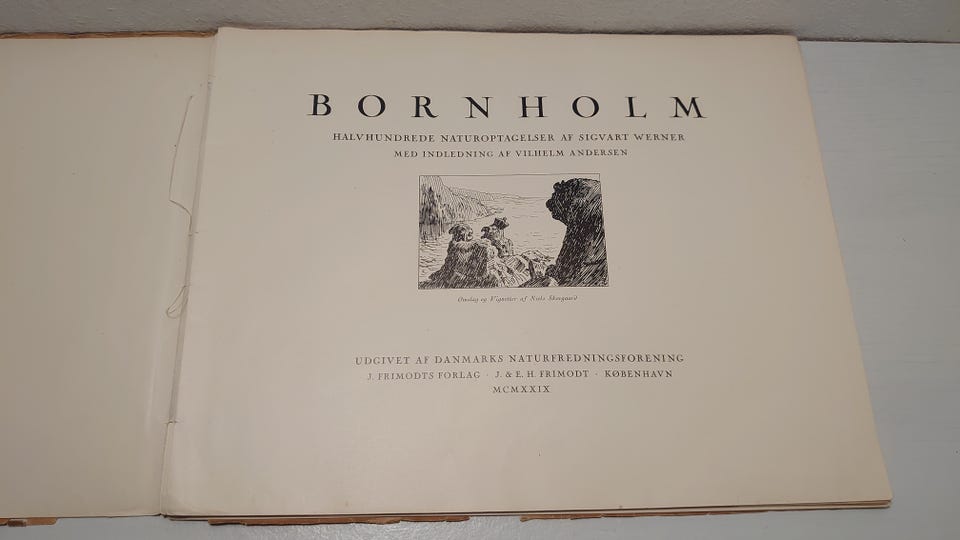 BORNHOLM
HALVHUNDREDE NATUROPTAGELSER AF SIGVART WERNER
MED INDLEDNING AF VILHELM ANDERSEN
Omslag og Vignetter af Niels Skovgaard
UDGIVET AF DANMARKS NATURFREDNINGSFORENING
J. FRIMODTS FORLAG · J. & E. H. FRIMODT · KØBENHAVN
MCMXXIX